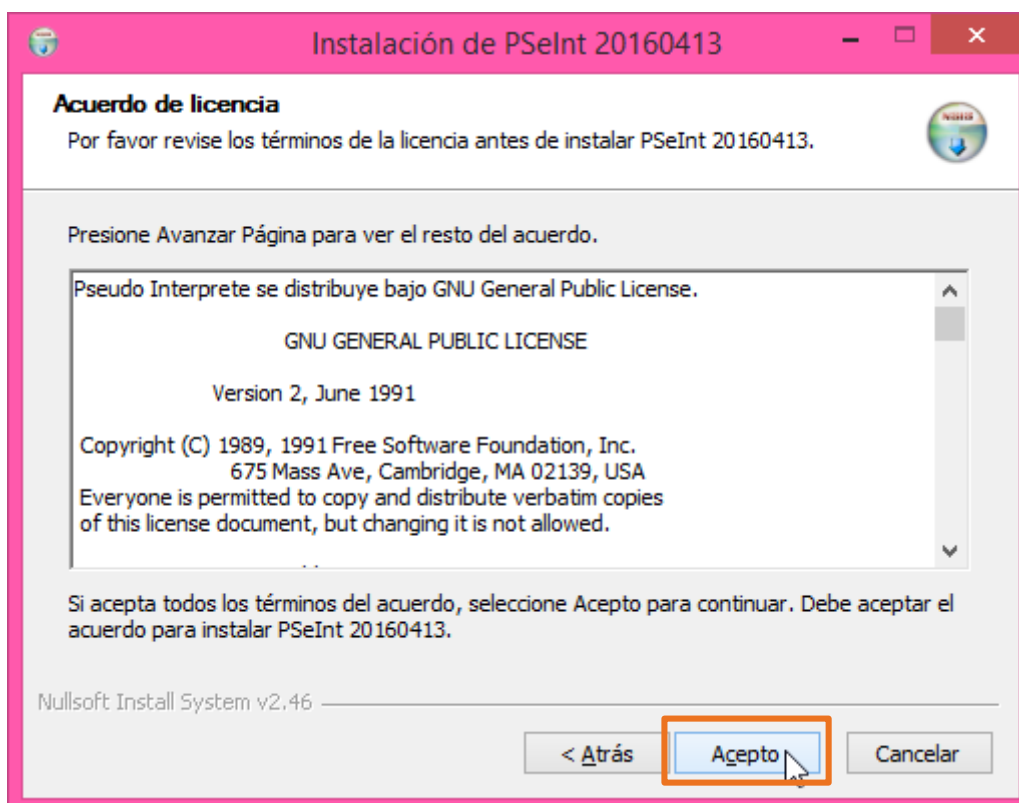 Instalación de PSeInt 20160413
Acuerdo de licencia
Por favor revise los términos de la licencia antes de instalar PSeInt 20160413.
Presione Avanzar Página para ver el resto del acuerdo.
Pseudo Interprete se distribuye bajo GNU General Public License.
GNU GENERAL PUBLIC LICENSE
Version 2, June 1991
Copyright (C) 1989, 1991 Free Software Foundation, Inc.
675 Mass Ave, Cambridge, MA 02139, USA
Everyone is permitted to copy and distribute verbatim copies
of this license document, but changing it is not allowed.
Si acepta todos los términos del acuerdo, seleccione Acepto para continuar. Debe aceptar el
acuerdo para instalar PSeInt 20160413.
Nullsoft Install System v2.46
< Atrás
Acepto
Cancelar